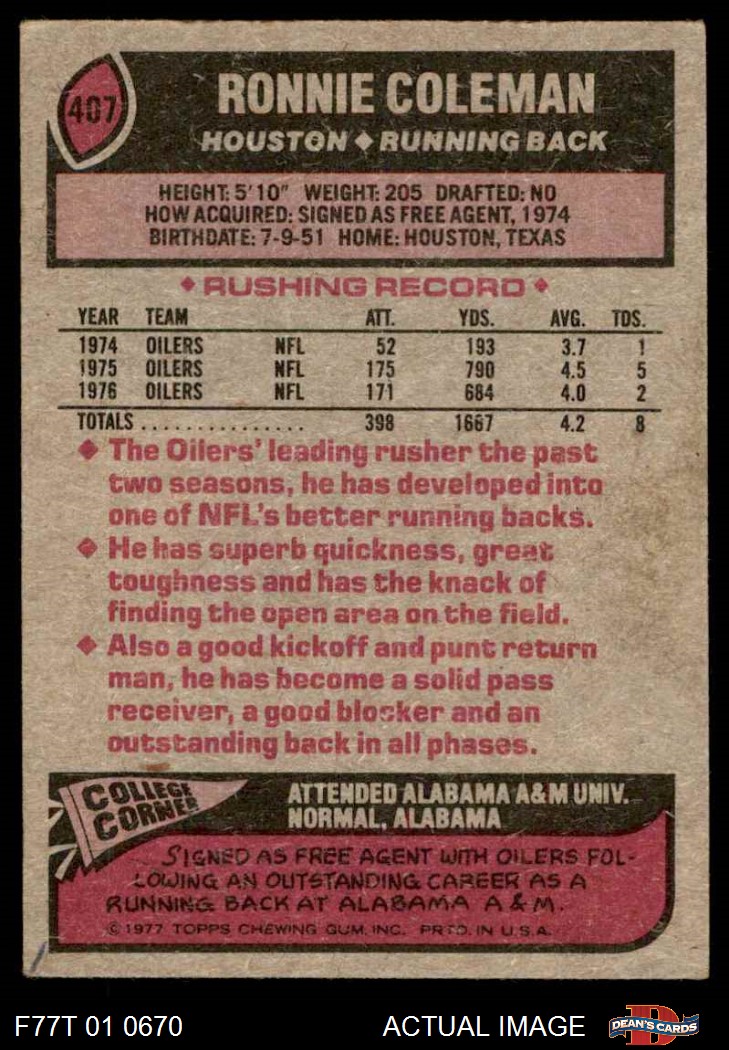 407
RONNIE COLEMAN
HOUSTON ◆ RUNNING BACK
HEIGHT: 5'10" WEIGHT: 205 DRAFTED: NO
HOW ACQUIRED: SIGNED AS FREE AGENT, 1974
BIRTHDATE: 7-9-51 HOME: HOUSTON, TEXAS
◆ RUSHING RECORD ◆
YEAR TEAM ATT. YDS. AVG. TDS.
1974 OILERS NFL 52 193 3.7 1
1975 OILERS NFL 175 790 4.5 5
1976 OILERS NFL 171 684 4.0 2
TOTALS ............... 398 1667 4.2 8
◆ The Oilers' leading rusher the past
two seasons, he has developed into
one of NFL's better running backs.
◆ He has superb quickness, great
toughness and has the knack of
finding the open area on the field.
◆ Also a good kickoff and punt return
man, he has become a solid pass
receiver, a good blocker and an
outstanding back in all phases.
COLLEGE
CORNER
ATTENDED ALABAMA A&M UNIV.
NORMAL, ALABAMA
SIGNED AS FREE AGENT WITH OILERS FOL-
LOWING AN OUTSTANDING CAREER AS A
RUNNING BACK AT ALABAMA A & M.
© 1977 TOPPS CHEWING GUM, INC. PRTD. IN U.S.A.
F77T 01 0670 ACTUAL IMAGE D DEAN'S CARDS